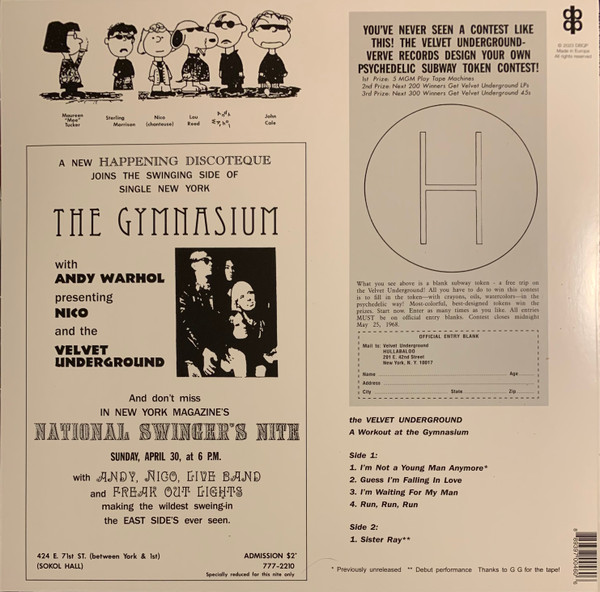 Maureen
"Moe"
Tucker
Sterling
Morrison
Nico
(chanteuse)
Lou
Reed
John
Cale
A NEW HAPPENING DISCOTEQUE
JOINS THE SWINGING SIDE OF
SINGLE NEW YORK
THE GYMNASIUM
with
ANDY WARHOL
presenting
NICO
and the
VELVET
UNDERGROUND
And don't miss
IN NEW YORK MAGAZINE'S
NATIONAL SWINGER'S NITE
SUNDAY, APRIL 30, at 6 P.M.
with ANDY, NICO, LIVE BAND
and FREAK OUT LIGHTS
making the wildest sweing-in
the EAST SIDE'S ever seen.
424 E. 71st ST. (between York & Ist)
(SOKOL HALL)
ADMISSION $2*
777-2210
Specially reduced for this nite only
YOU'VE NEVER SEEN A CONTEST LIKE
THIS! THE VELVET UNDERGROUND-
VERVE RECORDS DESIGN YOUR OWN
PSYCHEDELIC SUBWAY TOKEN CONTEST!
1st Prize: 5 MGM Play Tape Machines
2nd Prize: Next 200 Winners Get Velvet Underground LPs
3rd Prize: Next 300 Winners Get Velvet Underground 45s
H
What you see above is a blank subway token - a free trip on
the Velvet Underground! All you have to do to win this contest
is to fill in the token—with crayons, oils, watercolors—in the
psychedelic way! Most-colorful, best-designed tokens win the
prizes. Start now. Enter as many times as you like. All entries
MUST be on official entry blanks. Contest closes midnight
May 25, 1968.
OFFICIAL ENTRY BLANK
Mail to: Velvet Underground
HULLABALOO
291 E. 42nd Street
New York, N.Y. 10017
Name Age
Address
City State Zip
the VELVET UNDERGROUND
A Workout at the Gymnasium
Side 1:
1. I'm Not a Young Man Anymore*
2. Guess I'm Falling In Love
3. I'm Waiting For My Man
4. Run, Run, Run
Side 2:
1. Sister Ray**
* Previously unreleased ** Debut performance Thanks to G G for the tape!
Made in Europe
All rights reserved